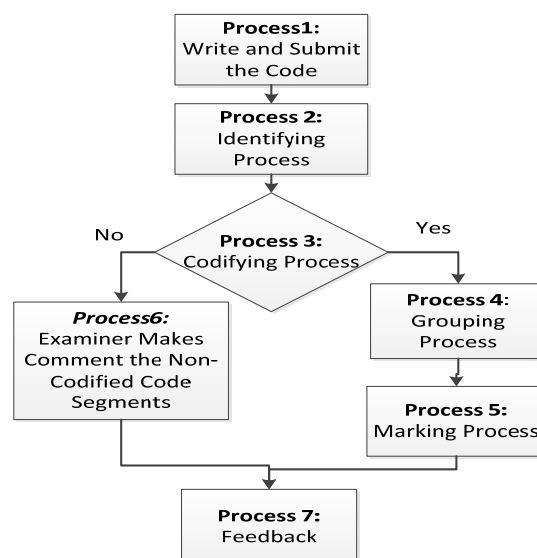 Process1:
Write and Submit
the Code
Process 2:
Identifying
Process
No
Yes
Process 3:
Codifying Process
Process6:
Examiner Makes
Comment the Non-
Codified Code
Segments
Process 4:
Grouping
Process
Process 5:
Marking Process
Process 7:
Feedback